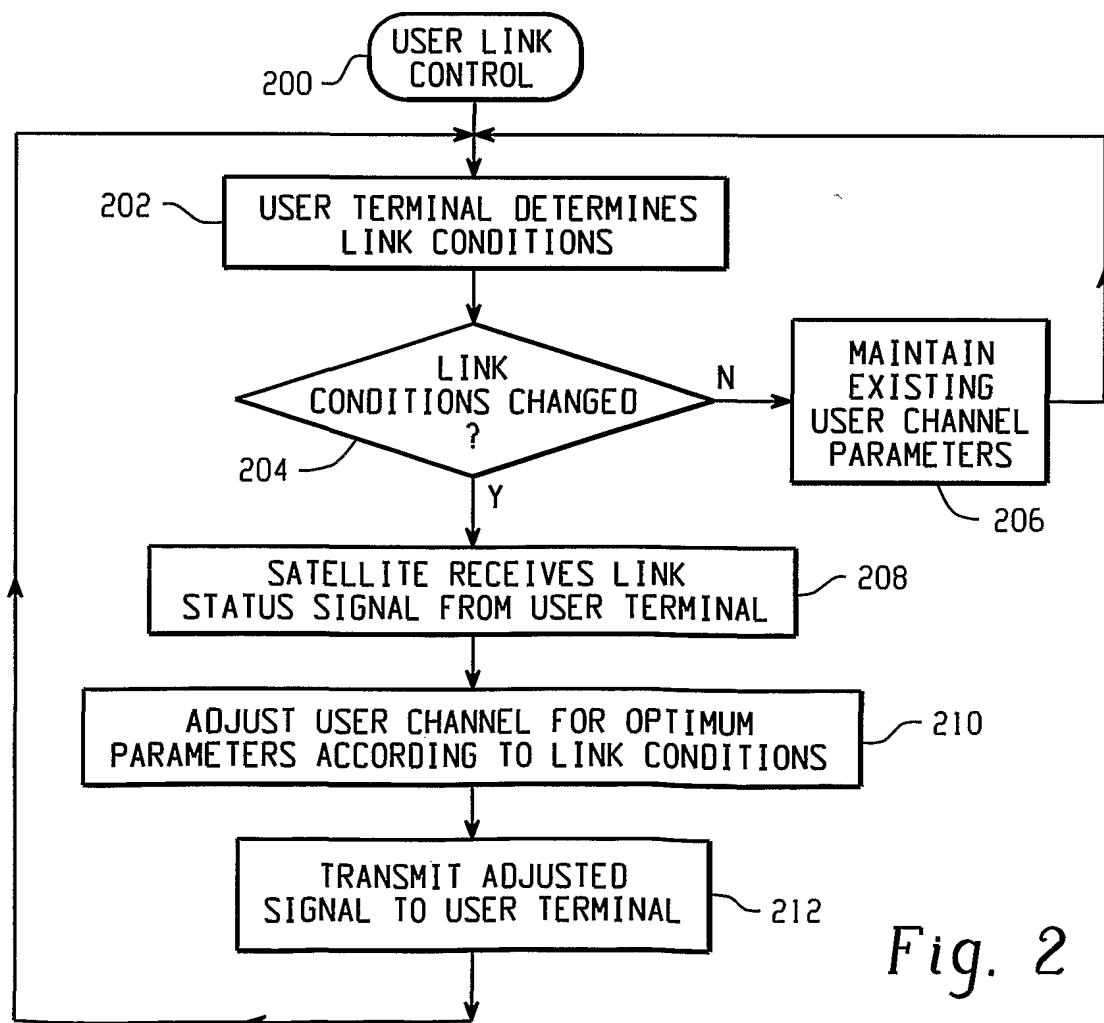 USER LINK
CONTROL
200
202
USER TERMINAL DETERMINES
LINK CONDITIONS
LINK
CONDITIONS CHANGED
?
N
204
Y
MAINTAIN
EXISTING
USER CHANNEL
PARAMETERS
206
SATELLITE RECEIVES LINK
STATUS SIGNAL FROM USER TERMINAL
208
ADJUST USER CHANNEL FOR OPTIMUM
PARAMETERS ACCORDING TO LINK CONDITIONS
210
TRANSMIT ADJUSTED
SIGNAL TO USER TERMINAL
212
Fig. 2